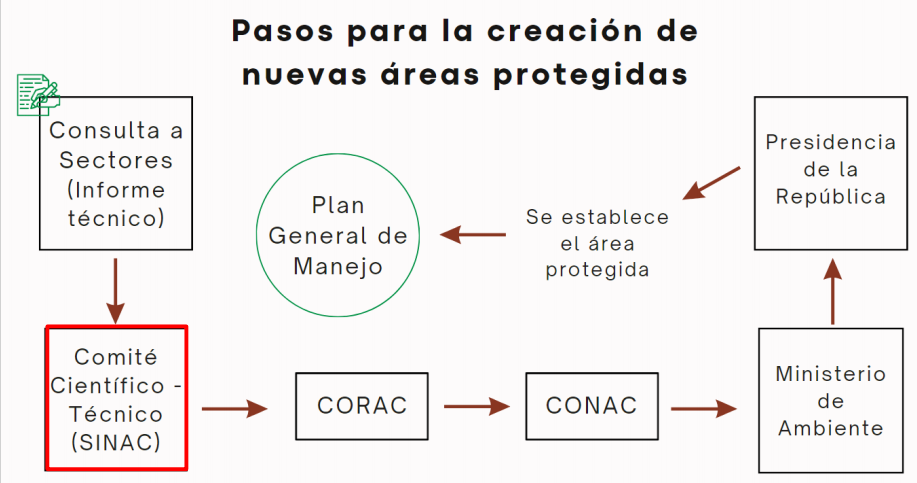 Pasos para la creación de
nuevas áreas protegidas
Consulta a
Sectores
(Informe
técnico)
Comité
Científico -
Técnico
(SINAC)
CORAC
CONAC
Ministerio
de
Ambiente
Presidencia
de la
República
Se establece
el área
protegida
Plan
General de
Manejo